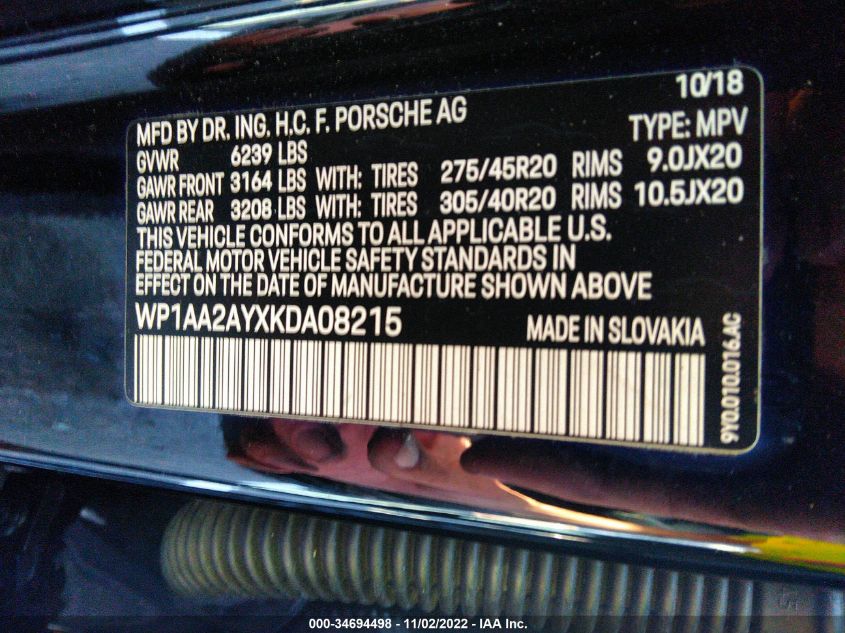 10/18
MFD BY DR. ING. H.C. F. PORSCHE AG
TYPE: MPV
GVWR 6239 LBS
GAWR FRONT 3164 LBS WITH: TIRES 275/45R20 RIMS 9.0JX20
GAWR REAR 3208 LBS WITH: TIRES 305/40R20 RIMS 10.5JX20
THIS VEHICLE CONFORMS TO ALL APPLICABLE U.S.
FEDERAL MOTOR VEHICLE SAFETY STANDARDS IN
EFFECT ON THE DATE OF MANUFACTURE SHOWN ABOVE
WP1AA2AYXKDA08215 MADE IN SLOVAKIA
9Y0.010.016.AC
000-34694498 - 11/02/2022 - IAA Inc.